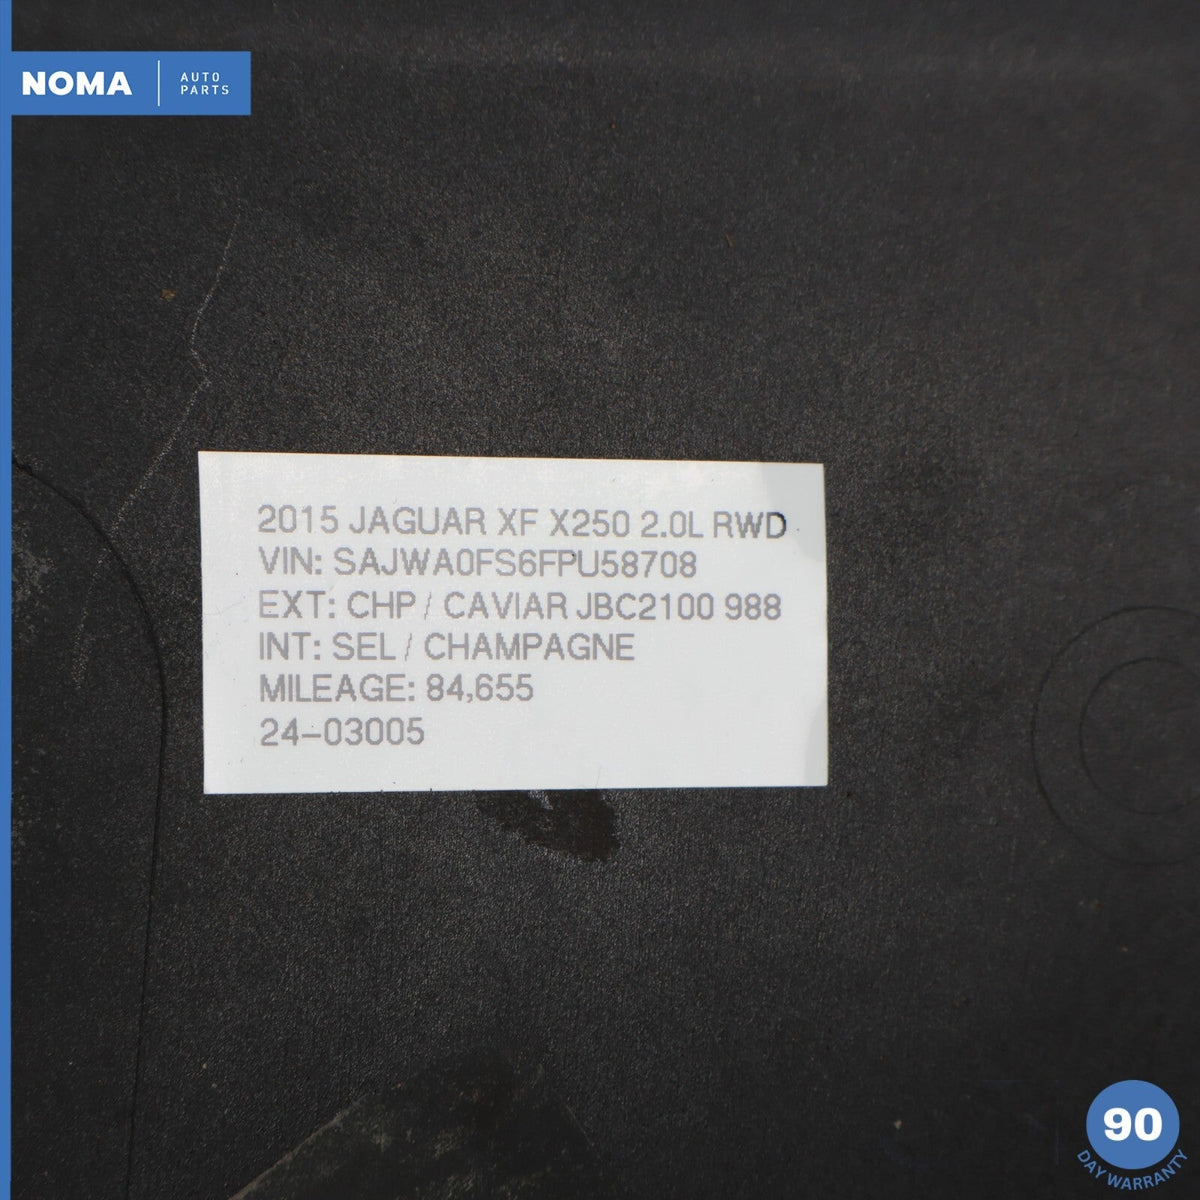 NOMA
AUTO
PARTS
2015 JAGUAR XF X250 2.0L RWD
VIN: SAJWA0FS6FPU58708
EXT: CHP / CAVIAR JBC2100 988
INT: SEL / CHAMPAGNE
MILEAGE: 84,655
24-03005
90
DAY WARRANTY